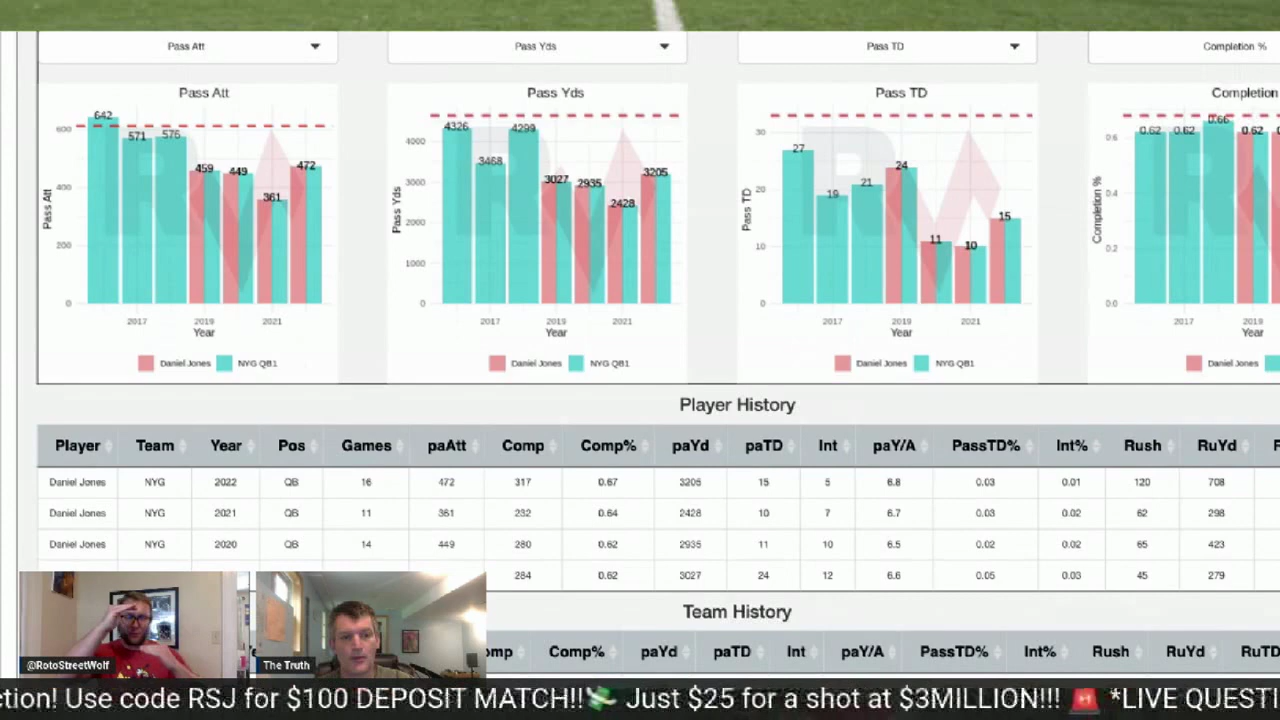 Pass Att Pass Yds Pass TD Completion %
Pass Att Pass Yds Pass TD Completion
642 571 576 459 449 361 472
4326 3468 4299 3027 2935 2428 3205
27 19 21 24 11 10 15
0.62 0.62 0.66 0.62
600 400 200 0
4000 3000 2000 1000 0
30 20 10 0
0.6 0.4 0.2 0.0
Pass Att Pass Yds Pass TD Completion %
2017 2019 2021 2017 2019 2021 2017 2019 2021 2017 2019
Year Year Year Year
Daniel Jones NYG QB1 Daniel Jones NYG QB1 Daniel Jones NYG QB1 Daniel Jones
Player History
Player Team Year Pos Games paAtt Comp Comp% paYd paTD Int paY/A PassTD% Int% Rush RuYd
Daniel Jones NYG 2022 QB 16 472 317 0.67 3205 15 5 6.8 0.03 0.01 120 708
Daniel Jones NYG 2021 QB 11 361 232 0.64 2428 10 7 6.7 0.03 0.02 62 298
Daniel Jones NYG 2020 QB 14 449 280 0.62 2935 11 10 6.5 0.02 0.02 65 423
284 0.62 3027 24 12 6.6 0.05 0.03 45 279
Team History
omp Comp% paYd paTD Int paY/A PassTD% Int% Rush RuYd RuTD
@RotoStreetWolf The Truth
ction! Use code RSJ for $100 DEPOSIT MATCH!!💸 Just $25 for a shot at $3MILLION!!! 🚨 *LIVE QUESTI